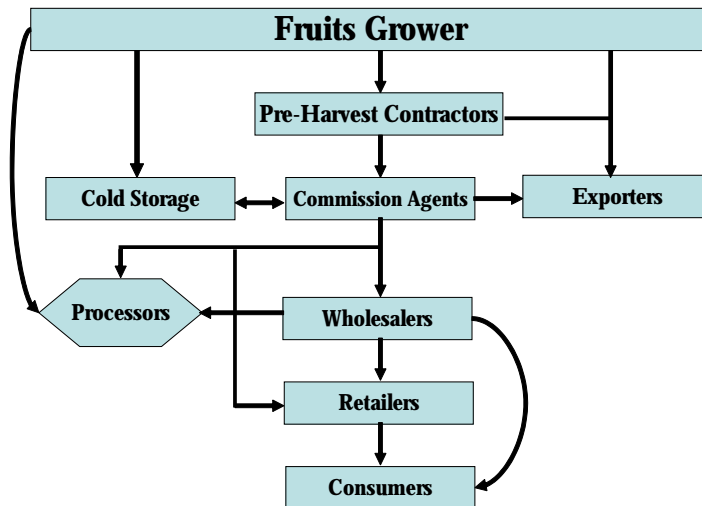 Fruits Grower
Pre-Harvest Contractors
Cold Storage
Commission Agents
Exporters
Processors
Wholesalers
Retailers
Consumers